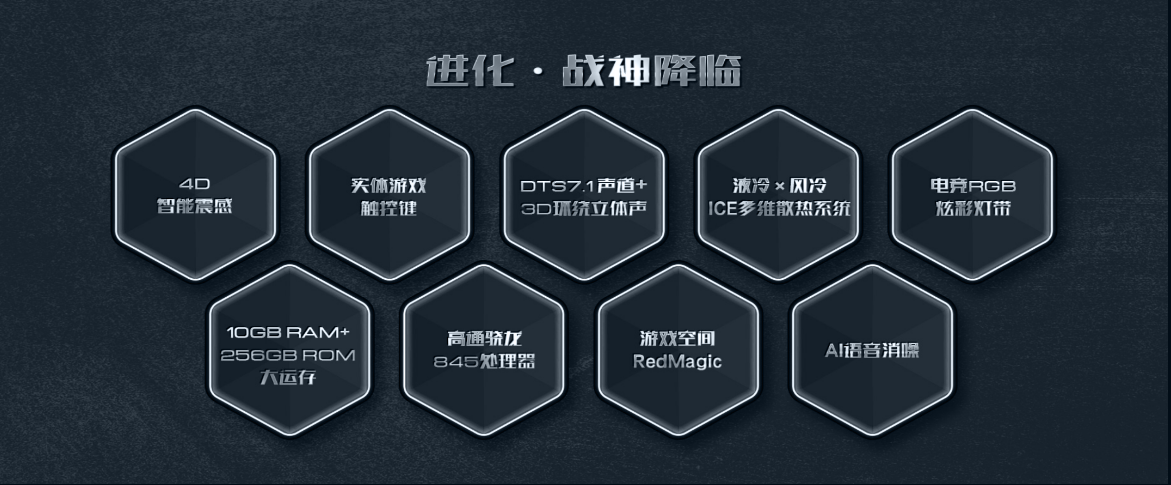 进化·战神降临
4D
智能震感
实体游戏
触控键
DTS7.1声道+
3D环绕立体声
液冷×风冷
ICE多维散热系统
电竞RGB
炫彩灯带
10GB RAM+
256GB ROM
大运存
高通骁龙
845处理器
游戏空间
RedMagic
AI语音消噪